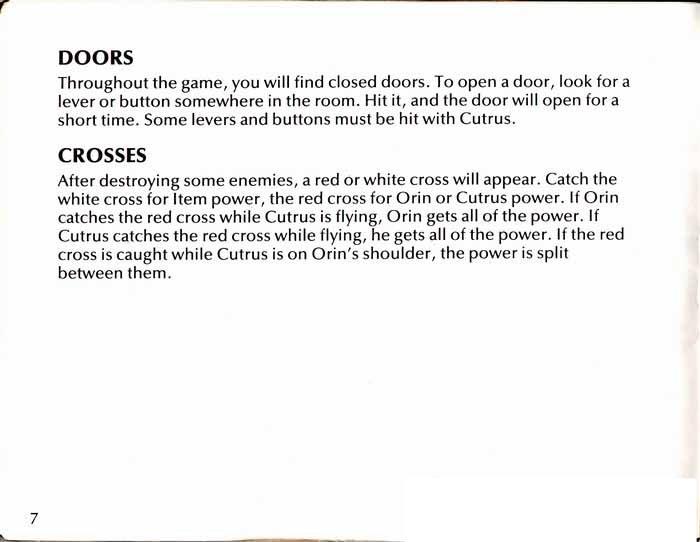 DOORS
Throughout the game, you will find closed doors. To open a door, look for a
lever or button somewhere in the room. Hit it, and the door will open for a
short time. Some levers and buttons must be hit with Cutrus.
CROSSES
After destroying some enemies, a red or white cross will appear. Catch the
white cross for Item power, the red cross for Orin or Cutrus power. If Orin
catches the red cross while Cutrus is flying, Orin gets all of the power. If
Cutrus catches the red cross while flying, he gets all of the power. If the red
cross is caught while Cutrus is on Orin's shoulder, the power is split
between them.
7